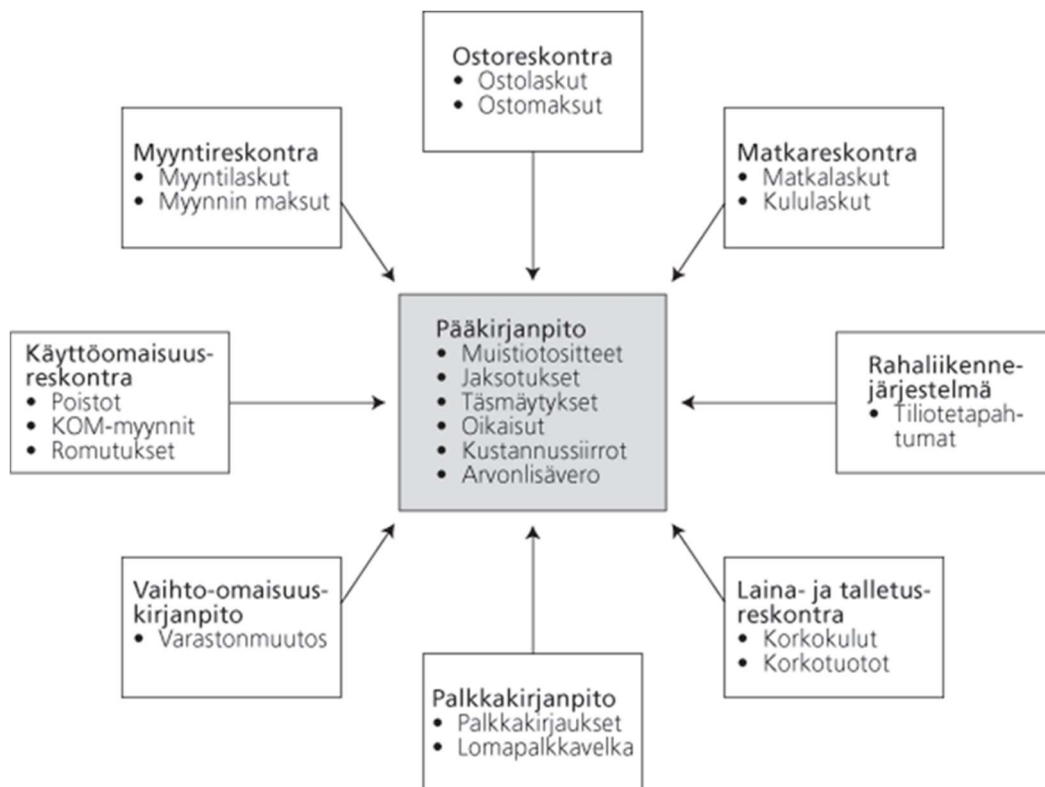 Ostoreskontra
• Ostolaskut
• Ostomaksut
Myyntireskontra
• Myyntilaskut
• Myynnin maksut
Matkareskontra
• Matkalaskut
• Kululaskut
Käyttöomaisuus-
reskontra
• Poistot
• KOM-myynnit
• Romutukset
Pääkirjanpito
• Muistiotositteet
• Jaksotukset
• Täsmäytykset
• Oikaisut
• Kustannussiirrot
• Arvonlisävero
Rahaliikenne-
järjestelmä
• Tiliotetapah-
tumat
Vaihto-omaisuus-
kirjanpito
• Varastonmuutos
Palkkakirjanpito
• Palkkakirjaukset
• Lomapalkkavelka
Laina- ja talletus-
reskontra
• Korkokulut
• Korkotuotot